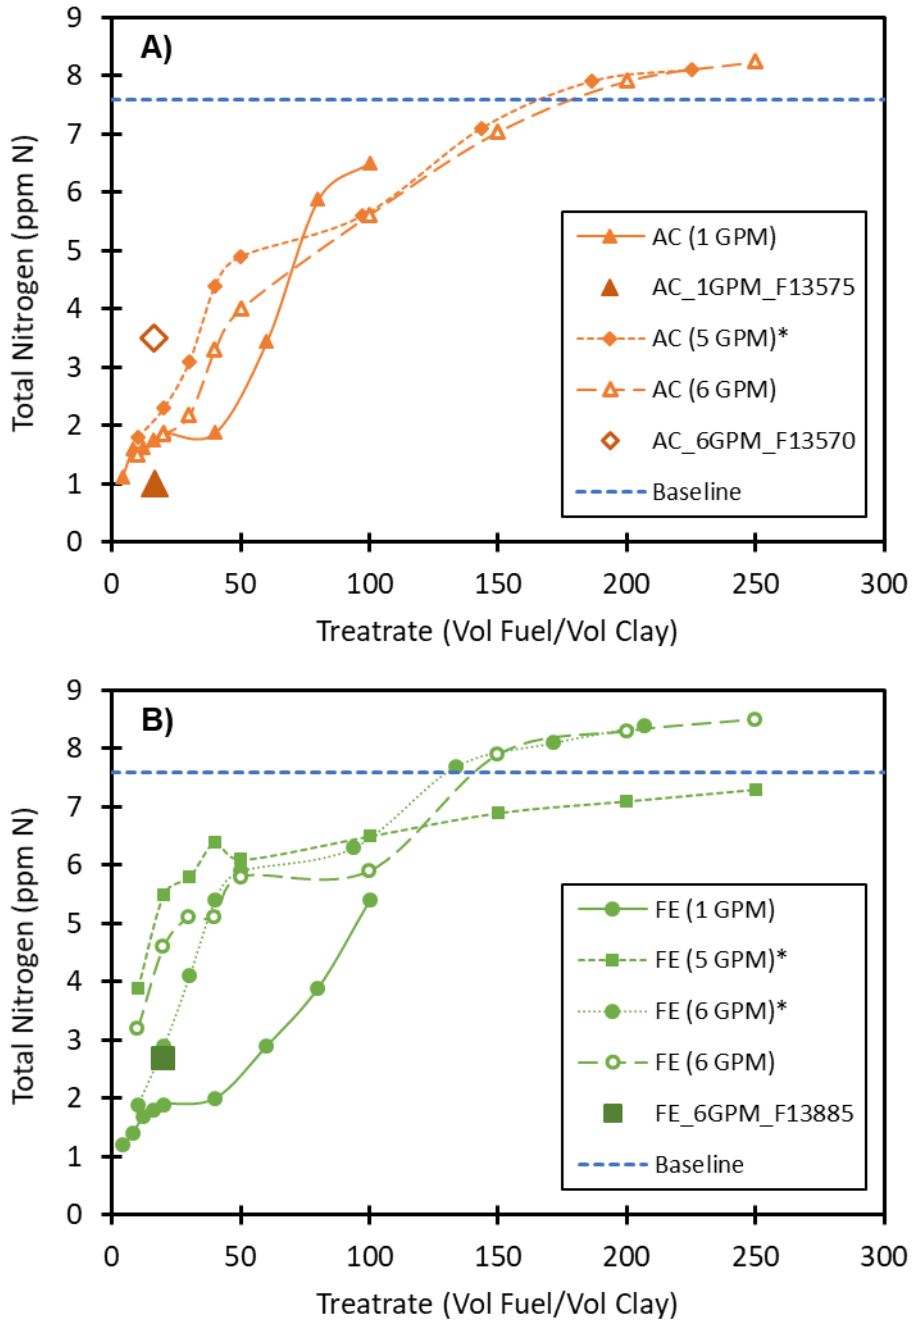 A)
Total Nitrogen (ppm N)
9
8
7
6
5
4
3
2
1
0
AC (1 GPM)
AC_1GPM_F13575
AC (5 GPM)*
AC (6 GPM)
AC_6GPM_F13570
Baseline
0 50 100 150 200 250 300
Treatrate (Vol Fuel/Vol Clay)
B)
Total Nitrogen (ppm N)
9
8
7
6
5
4
3
2
1
0
FE (1 GPM)
FE (5 GPM)*
FE (6 GPM)*
FE (6 GPM)
FE_6GPM_F13885
Baseline
0 50 100 150 200 250 300
Treatrate (Vol Fuel/Vol Clay)